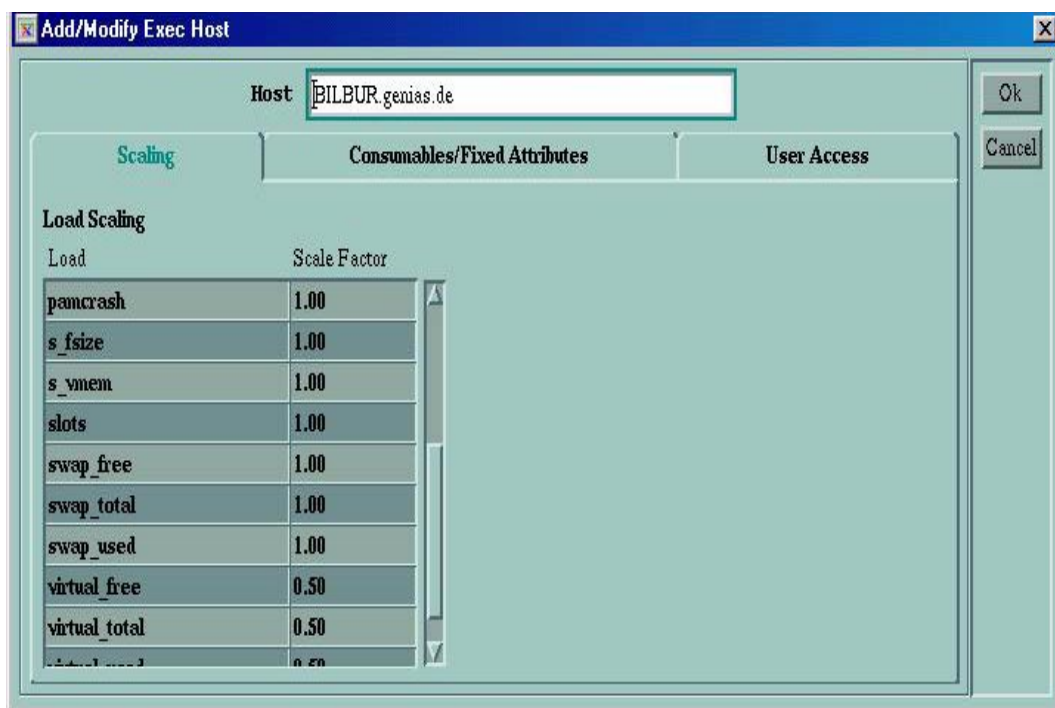 Add/Modify Exec Host
Host BILBUR.genias.de
Ok
Cancel
Scaling Consumables/Fixed Attributes User Access
Load Scaling
Load Scale Factor
pamcrash 1.00
s_fsize 1.00
s_vmem 1.00
slots 1.00
swap_free 1.00
swap_total 1.00
swap_used 1.00
virtual_free 0.50
virtual_total 0.50